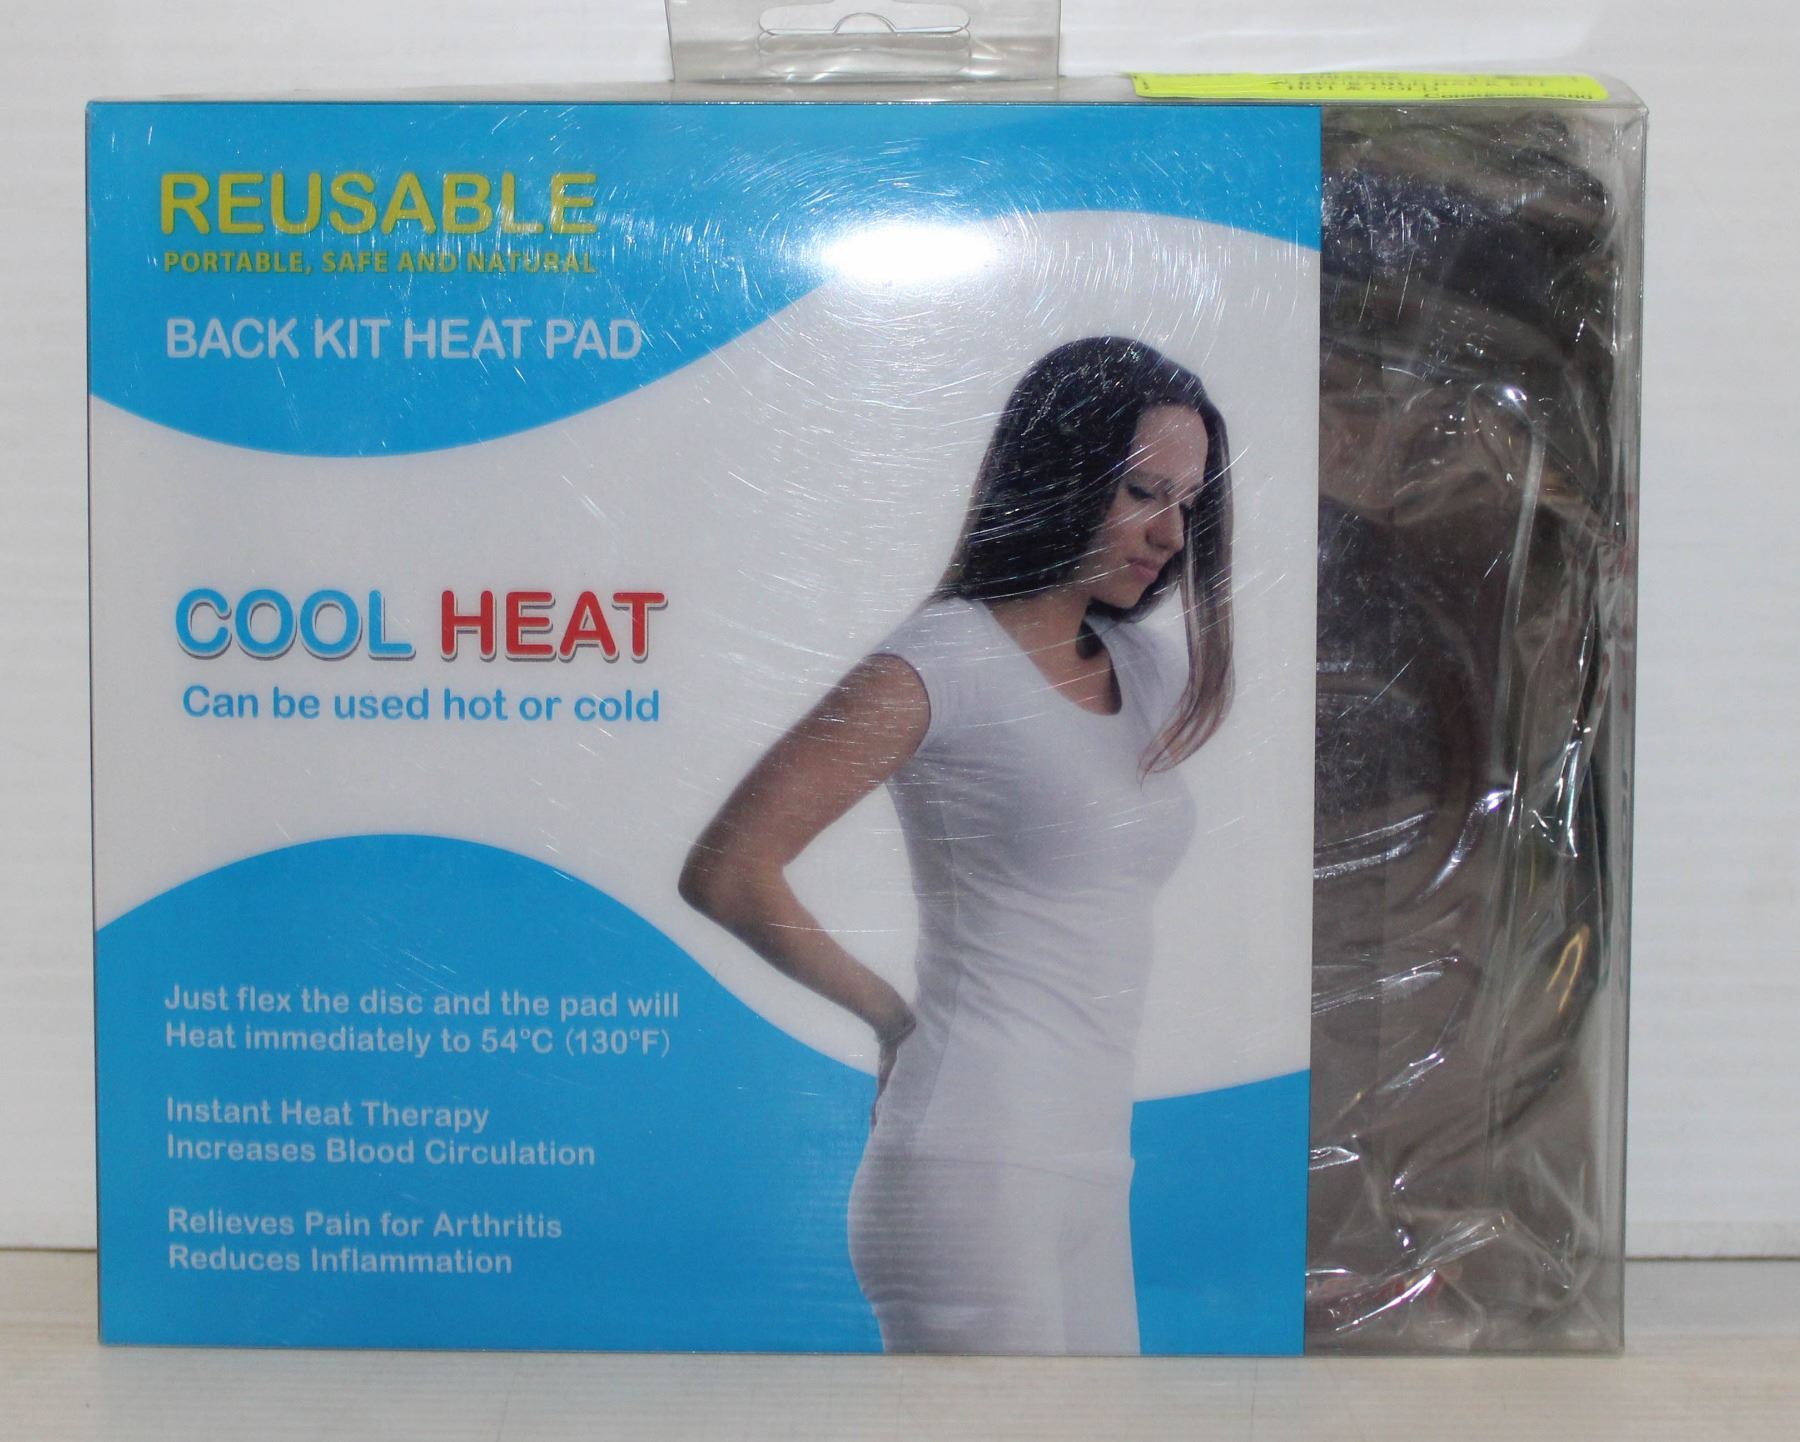 HOT & COLD
REUSABLE
PORTABLE, SAFE AND NATURAL
BACK KIT HEAT PAD
COOL HEAT
Can be used hot or cold
Just flex the disc and the pad will
Heat immediately to 54°C (130°F)
Instant Heat Therapy
Increases Blood Circulation
Relieves Pain for Arthritis
Reduces Inflammation